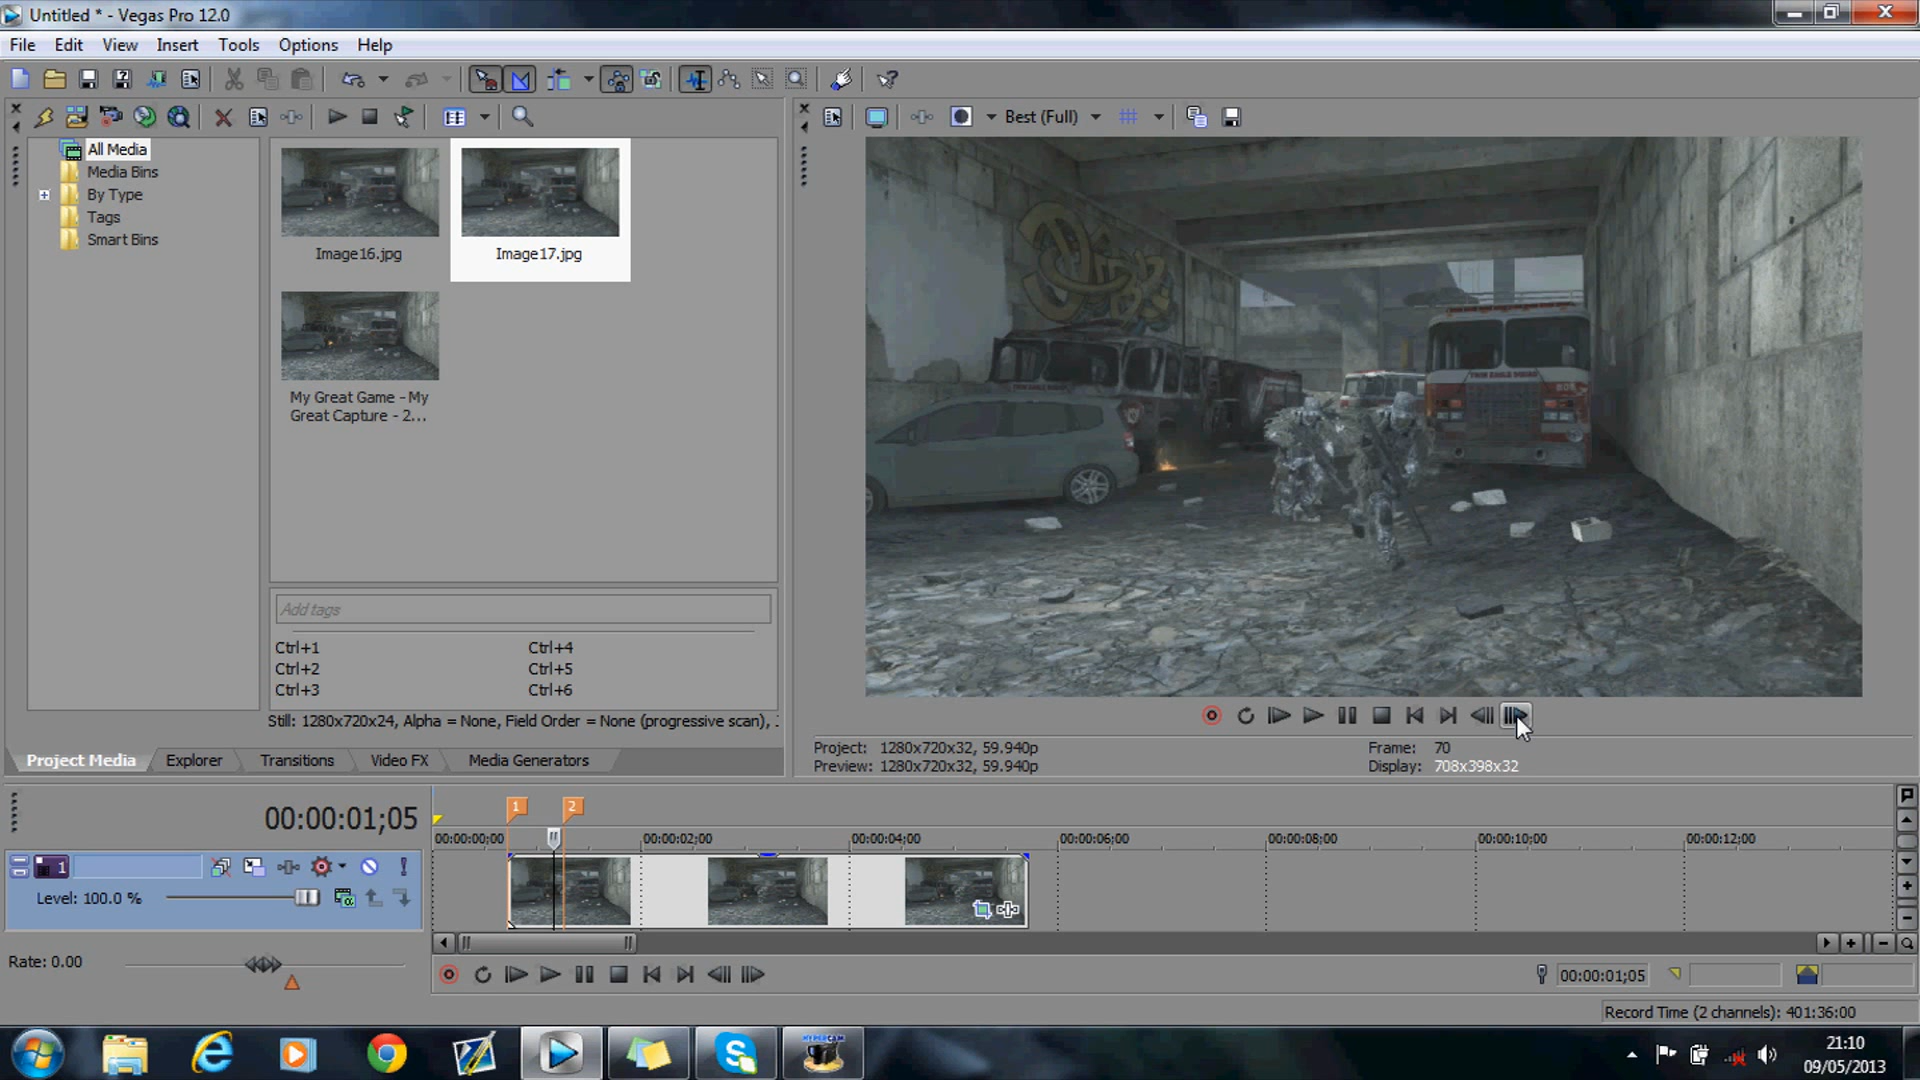 Untitled * - Vegas Pro 12.0
File Edit View Insert Tools Options Help
Best (Full)
All Media
Media Bins
By Type
Tags
Smart Bins
Image16.jpg
Image17.jpg
My Great Game - My
Great Capture - 2...
Add tags
Ctrl+1 Ctrl+4
Ctrl+2 Ctrl+5
Ctrl+3 Ctrl+6
Still: 1280x720x24, Alpha = None, Field Order = None (progressive scan),
Project Media Explorer Transitions Video FX Media Generators
Project: 1280x720x32, 59.940p Frame: 70
Preview: 1280x720x32, 59.940p Display: 708x398x32
00:00:01;05
1 2
00:00:00;00 00:00:02;00 00:00:04;00 00:00:06;00 00:00:08;00 00:00:10;00 00:00:12;00
1
Level: 100.0 %
Rate: 0.00
00:00:01;05
Record Time (2 channels): 401:36:00
HYPERCAM
21:10
09/05/2013